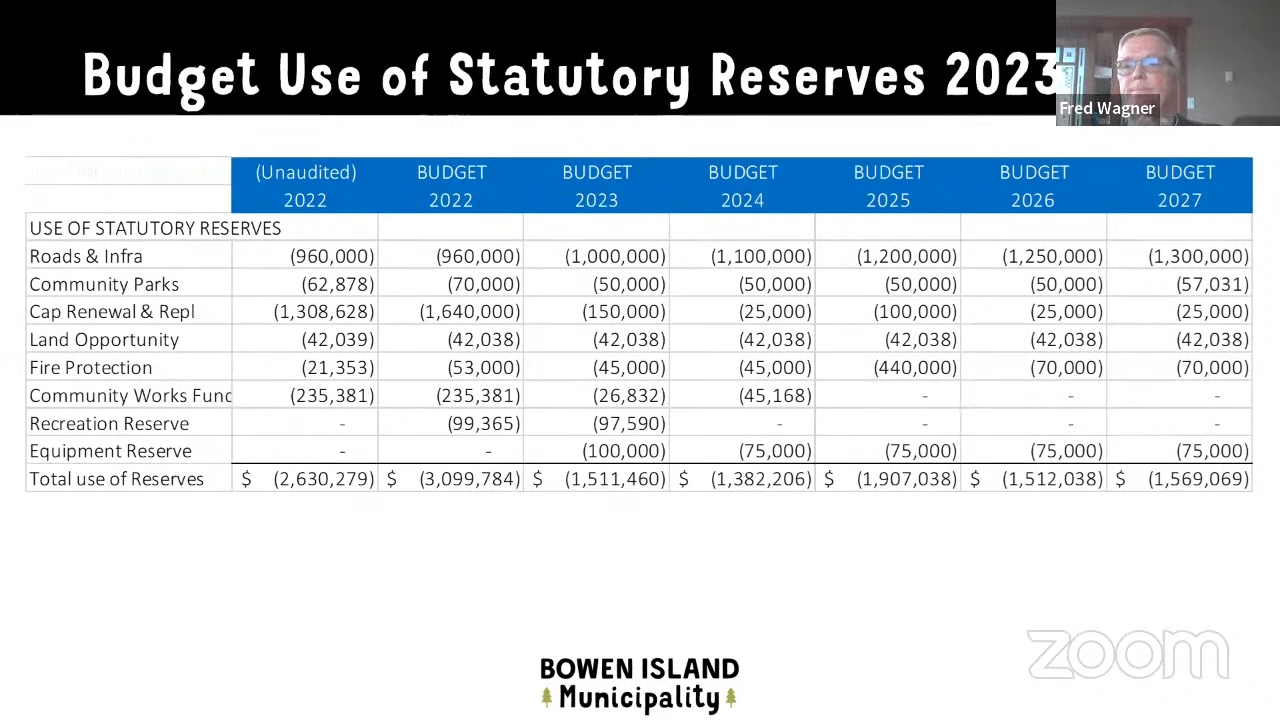 Budget Use of Statutory Reserves 2023
Fred Wagner
(Unaudited) BUDGET BUDGET BUDGET BUDGET BUDGET BUDGET
2022 2022 2023 2024 2025 2026 2027
USE OF STATUTORY RESERVES
Roads & Infra (960,000) (960,000) (1,000,000) (1,100,000) (1,200,000) (1,250,000) (1,300,000)
Community Parks (62,878) (70,000) (50,000) (50,000) (50,000) (50,000) (57,031)
Cap Renewal & Repl (1,308,628) (1,640,000) (150,000) (25,000) (100,000) (25,000) (25,000)
Land Opportunity (42,039) (42,038) (42,038) (42,038) (42,038) (42,038) (42,038)
Fire Protection (21,353) (53,000) (45,000) (45,000) (440,000) (70,000) (70,000)
Community Works Fund (235,381) (235,381) (26,832) (45,168) - - -
Recreation Reserve - (99,365) (97,590) - - - -
Equipment Reserve - - (100,000) (75,000) (75,000) (75,000) (75,000)
Total use of Reserves $ (2,630,279) $ (3,099,784) $ (1,511,460) $ (1,382,206) $ (1,907,038) $ (1,512,038) $ (1,569,069)
zoom
BOWEN ISLAND
Municipality